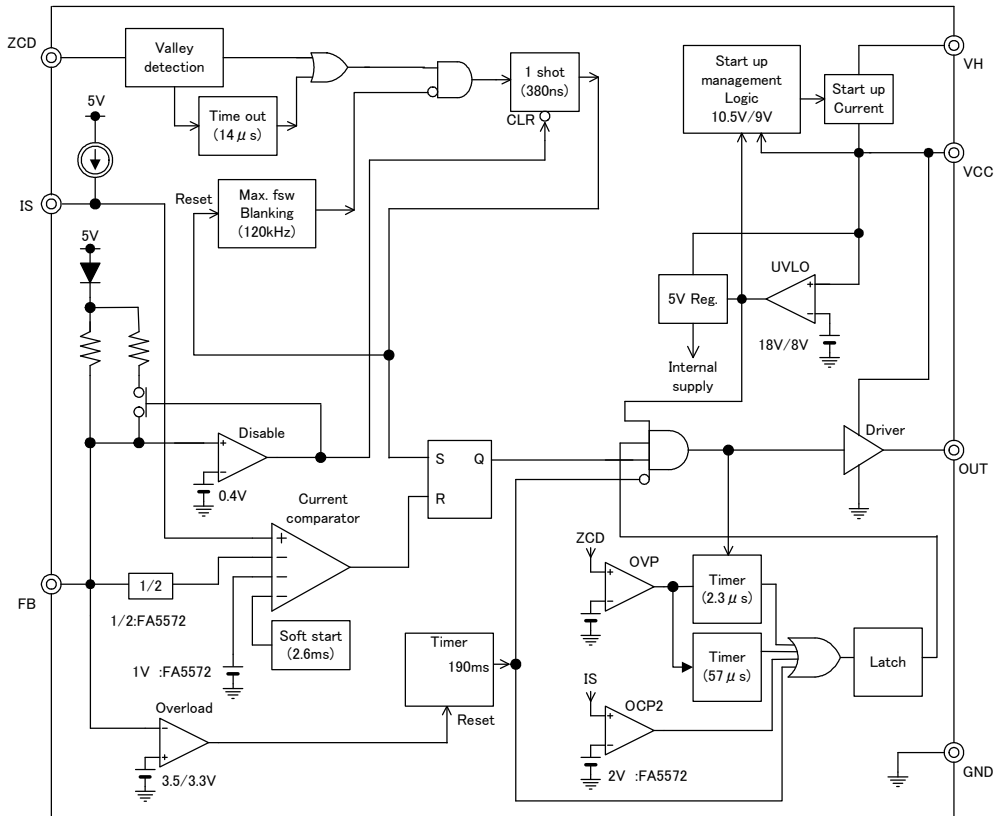 ZCD
Valley
detection
Time out
(14μs)
5V
1 shot
(380ns)
CLR
Start up
management
Logic
10.5V/9V
Start up
Current
VH
VCC
IS
Reset
Max. fsw
Blanking
(120kHz)
5V
5V Reg.
UVLO
18V/8V
Internal
supply
Disable
0.4V
S
Q
R
Driver
OUT
Current
comparator
FB
1/2
1/2:FA5572
Soft start
(2.6ms)
1V :FA5572
Timer
190ms
Reset
Overload
3.5/3.3V
ZCD
OVP
Timer
(2.3μs)
Timer
(57μs)
IS
OCP2
2V :FA5572
Latch
GND